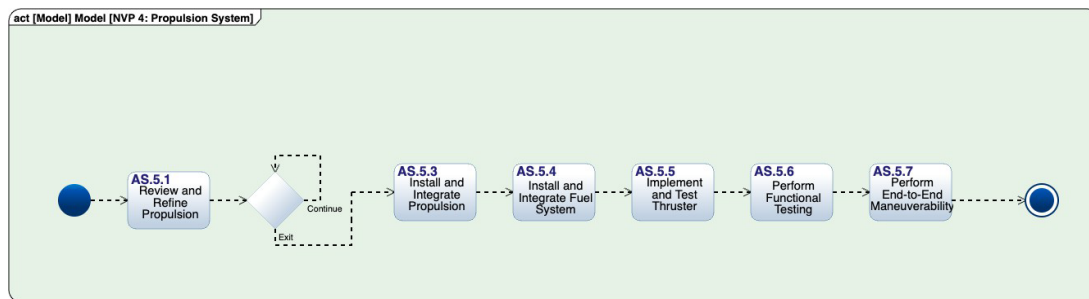 act [Model] Model [NVP 4: Propulsion System]
AS.5.1
Review and
Refine
Propulsion
Continue
Exit
AS.5.3
Install and
Integrate
Propulsion
AS.5.4
Install and
Integrate Fuel
System
AS.5.5
Implement
and Test
Thruster
AS.5.6
Perform
Functional
Testing
AS.5.7
Perform
End-to-End
Maneuverability